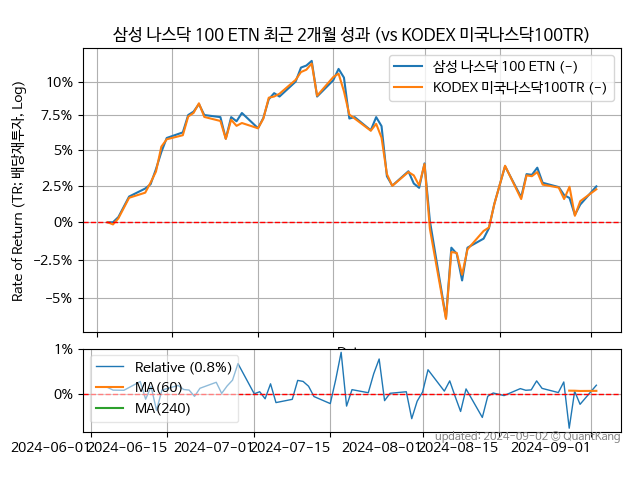 삼성 나스닥 100 ETN 최근 2개월 성과 (vs KODEX 미국나스닥100TR)
Rate of Return (TR: 배당재투자, Log)
10%
7.5%
5%
2.5%
0%
−2.5%
−5%
삼성 나스닥 100 ETN (-)
KODEX 미국나스닥100TR (-)
1%
0%
Relative (0.8%)
MA(60)
MA(240)
updated: 2024-09-02 © QuantKang
2024-06-01 2024-06-15 2024-07-01 2024-07-15 2024-08-01 2024-08-15 2024-09-01